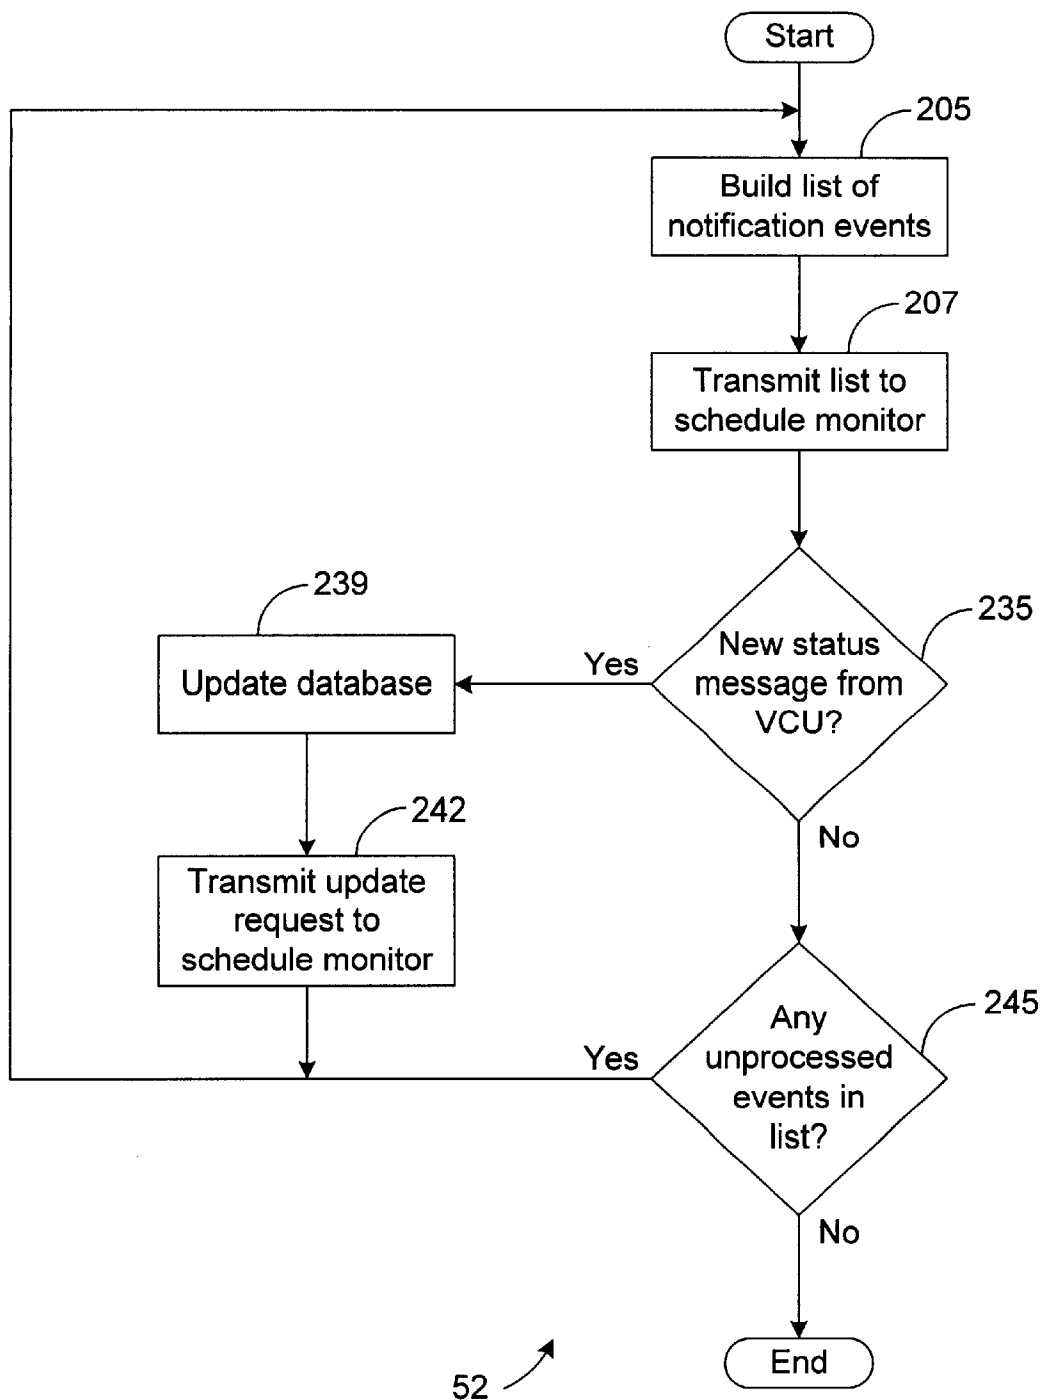 Start
205
Build list of
notification events
207
Transmit list to
schedule monitor
239
235
Update database
Yes
New status
message from
VCU?
242
No
Transmit update
request to
schedule monitor
245
Yes
Any
unprocessed
events in
list?
No
52
End